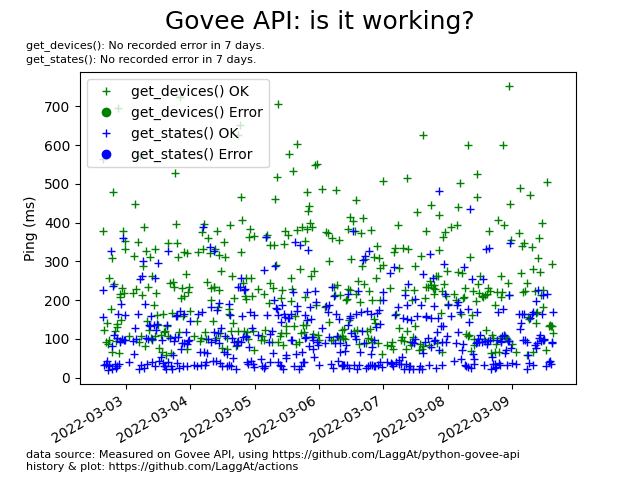 Govee API: is it working?
get_devices(): No recorded error in 7 days.
get_states(): No recorded error in 7 days.
get_devices() OK
get_devices() Error
get_states() OK
get_states() Error
Ping (ms)
700
600
500
400
300
200
100
0
2022-03-03
2022-03-04
2022-03-05
2022-03-06
2022-03-07
2022-03-08
2022-03-09
data source: Measured on Govee API, using https://github.com/LaggAt/python-govee-api
history & plot: https://github.com/LaggAt/actions